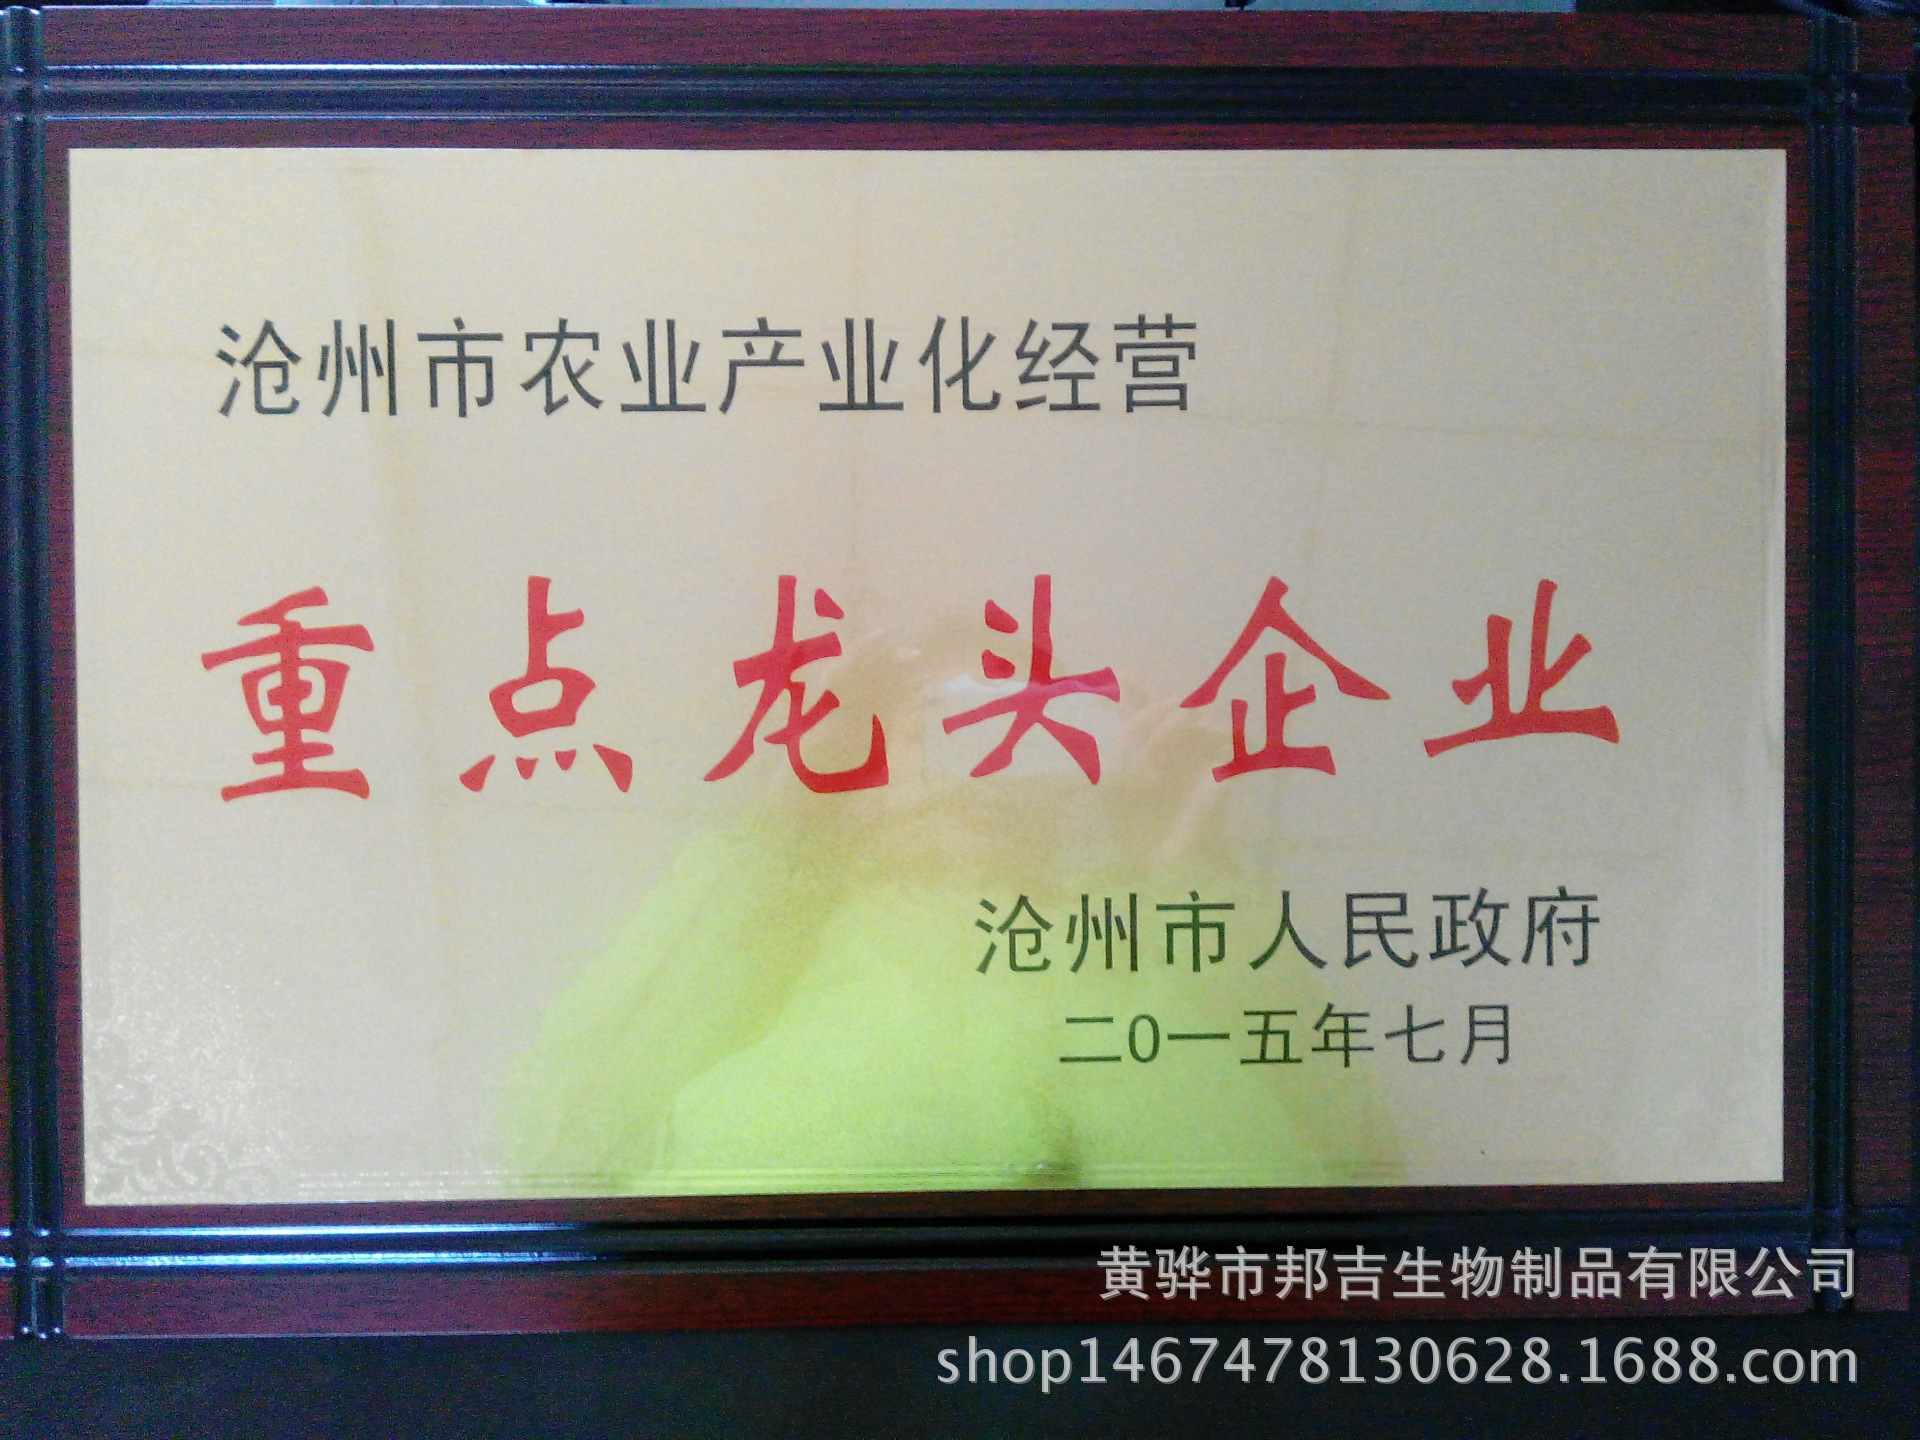 沧州市农业产业化经营
重点龙头企业
沧州市人民政府
二0一五年七月
黄骅市邦吉生物制品有限公司
shop1467478130628.1688.com